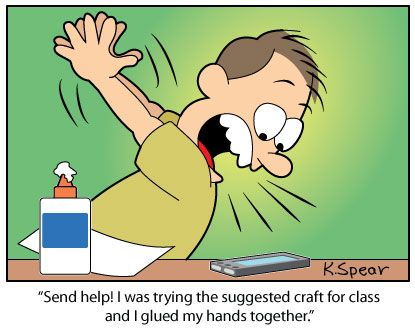 K.Spear
“Send help! I was trying the suggested craft for class
and I glued my hands together.”